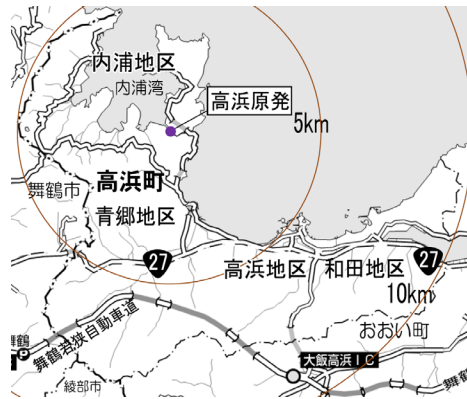 内浦地区
内浦湾
高浜原発
5km
高浜町
舞鶴市
青郷地区
27
高浜地区
和田地区
27
10km
おおい町
舞鶴若狭自動車道
大飯高浜IC
舞鶴
P
綾部市
舞鶴